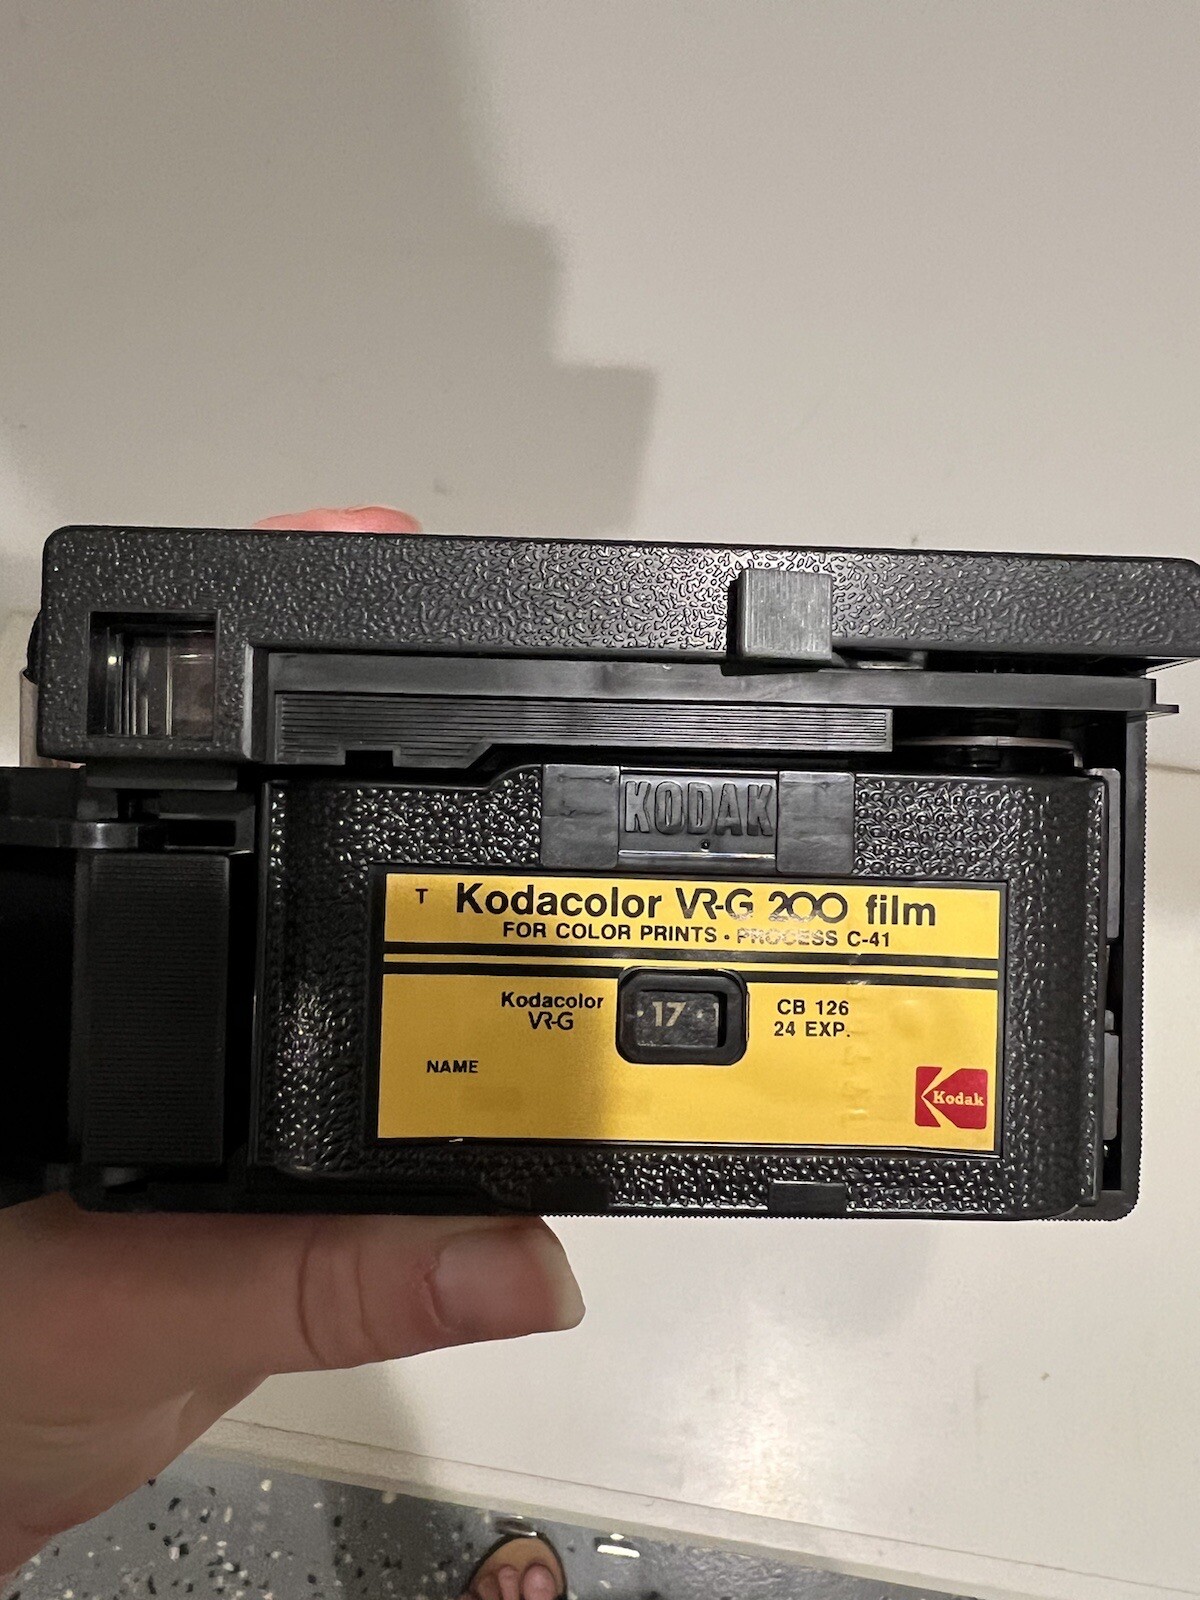 KODAK
T Kodacolor VR-G 200 film
FOR COLOR PRINTS · PROCESS C-41
Kodacolor
VR-G
· 17 ·
CB 126
24 EXP.
NAME
Kodak